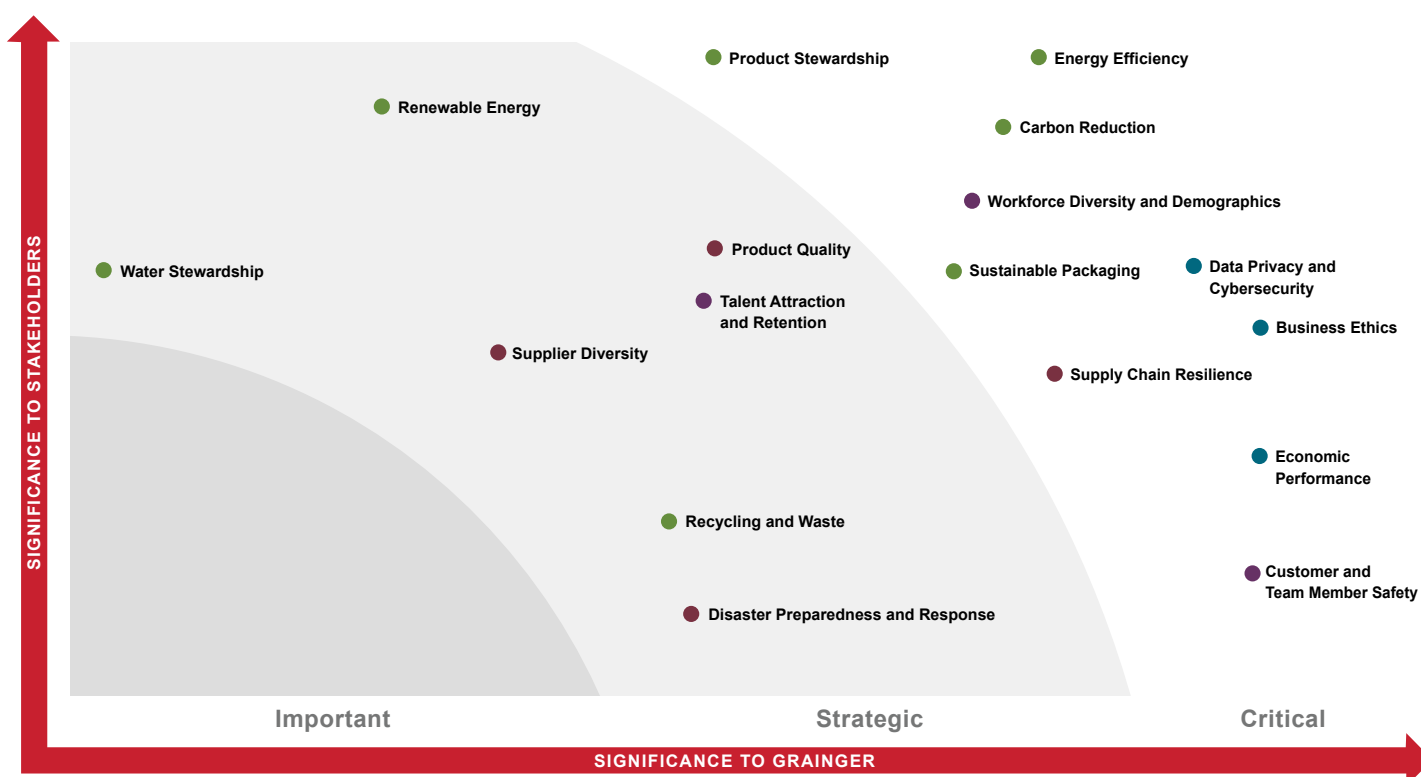 Product Stewardship
Energy Efficiency
Renewable Energy
Carbon Reduction
Workforce Diversity and Demographics
Product Quality
Water Stewardship
Sustainable Packaging
Data Privacy and
Cybersecurity
Talent Attraction
and Retention
Business Ethics
Supplier Diversity
Supply Chain Resilience
Economic
Performance
Recycling and Waste
Customer and
Team Member Safety
Disaster Preparedness and Response
SIGNIFICANCE TO STAKEHOLDERS
Important
Strategic
Critical
SIGNIFICANCE TO GRAINGER